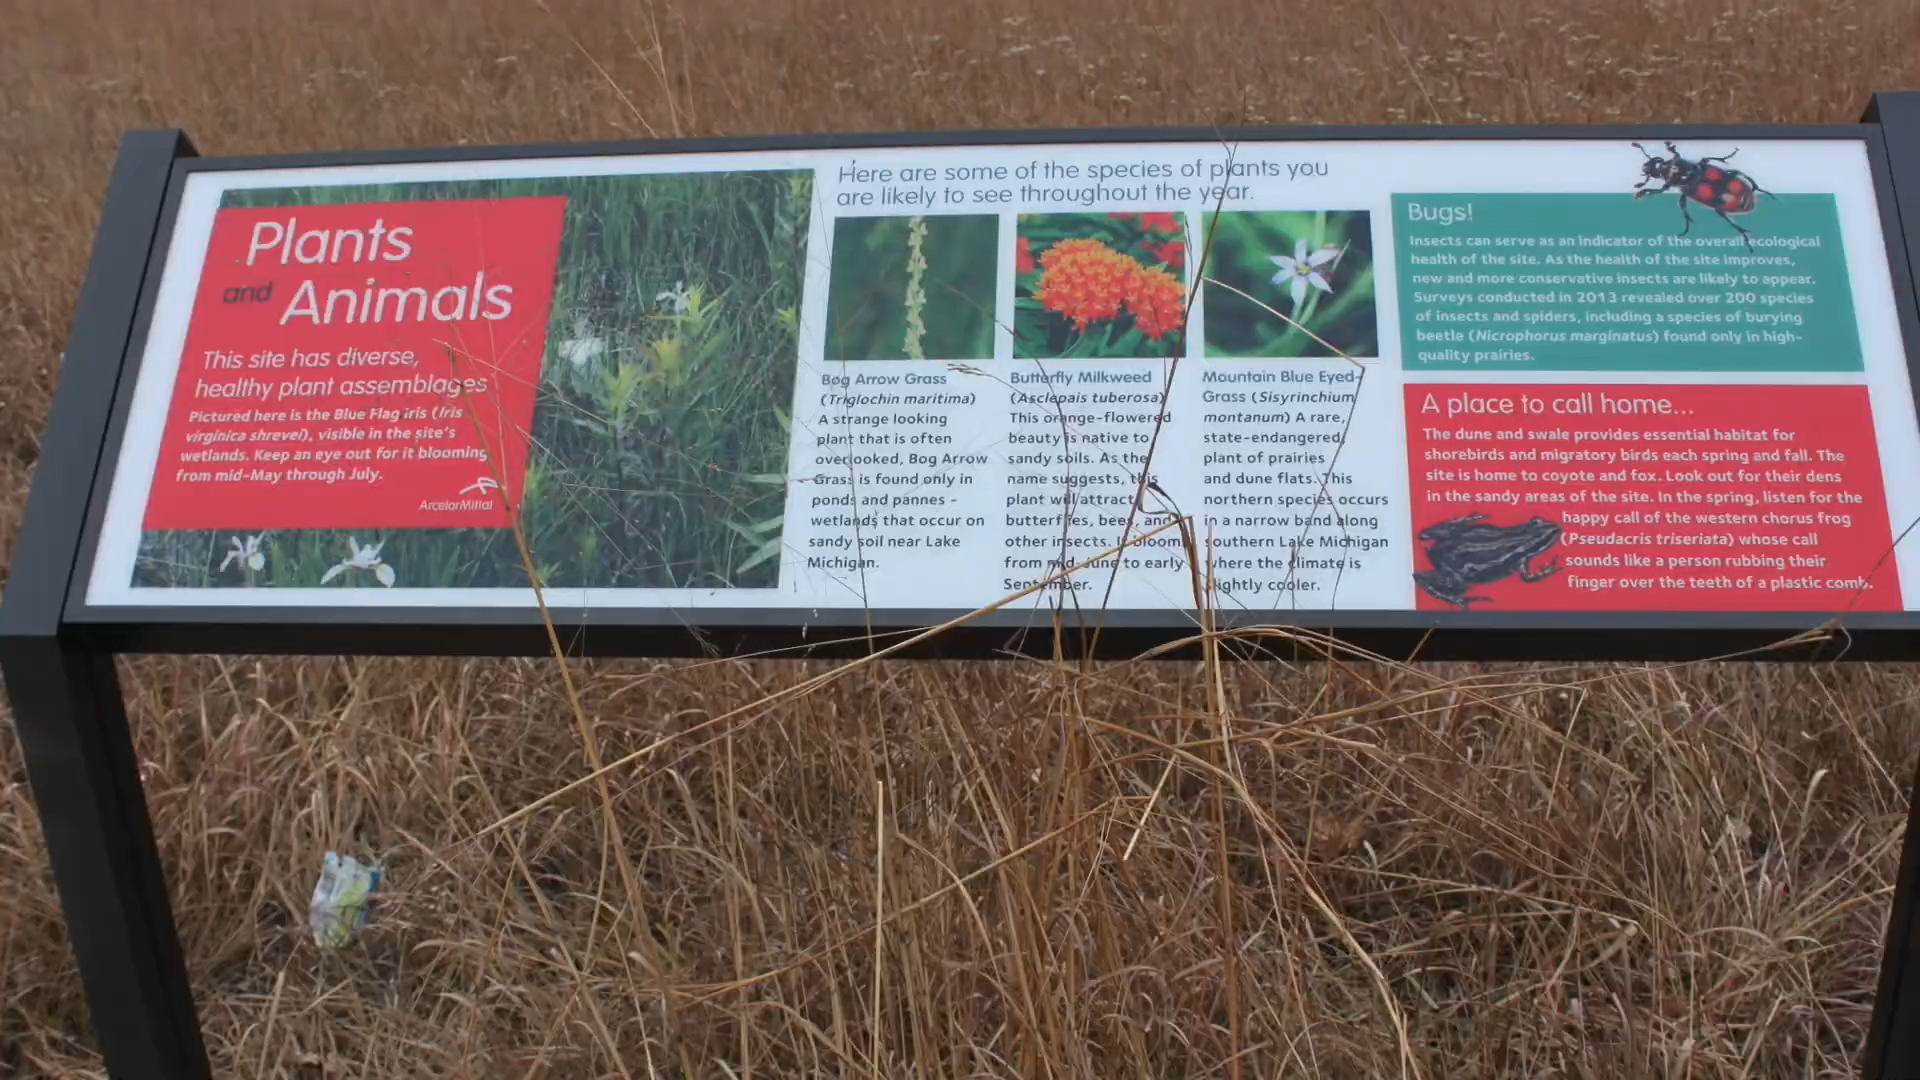 Plants
and Animals
This site has diverse,
healthy plant assemblages
Pictured here is the Blue Flag iris (Iris
virginica shrevei), visible in the site's
wetlands. Keep an eye out for it blooming
from mid-May through July.
ArcelorMittal
Here are some of the species of plants you
are likely to see throughout the year.
Bog Arrow Grass
(Triglochin maritima)
A strange looking
plant that is often
overlooked, Bog Arrow
Grass is found only in
ponds and pannes -
wetlands that occur on
sandy soil near Lake
Michigan.
Butterfly Milkweed
(Asclepais tuberosa)
This orange-flowered
beauty is native to
sandy soils. As the
name suggests, this
plant will attract
butterflies, bees, and
other insects. It blooms
from mid-June to early
September.
Mountain Blue Eyed-
Grass (Sisyrinchium
montanum) A rare,
state-endangered,
plant of prairies
and dune flats. This
northern species occurs
in a narrow band along
southern Lake Michigan
where the climate is
slightly cooler.
Bugs!
Insects can serve as an indicator of the overall ecological
health of the site. As the health of the site improves,
new and more conservative insects are likely to appear.
Surveys conducted in 2013 revealed over 200 species
of insects and spiders, including a species of burying
beetle (Nicrophorus marginatus) found only in high-
quality prairies.
A place to call home...
The dune and swale provides essential habitat for
shorebirds and migratory birds each spring and fall. The
site is home to coyote and fox. Look out for their dens
in the sandy areas of the site. In the spring, listen for the
happy call of the western chorus frog
(Pseudacris triseriata) whose call
sounds like a person rubbing their
finger over the teeth of a plastic comb.